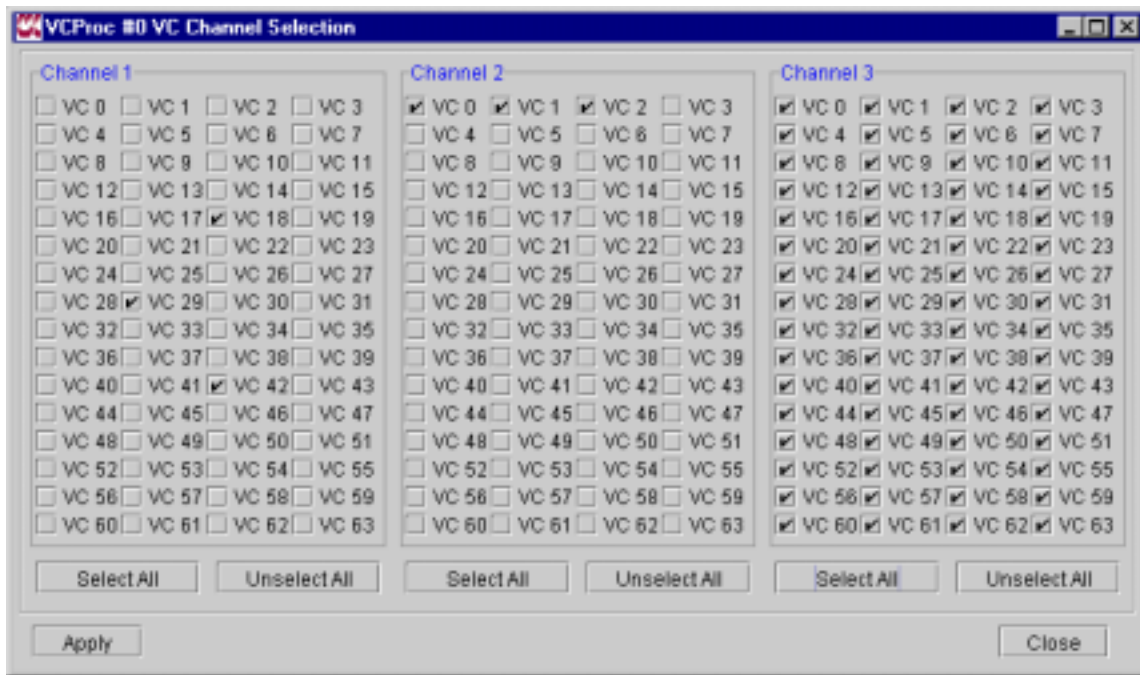 VCProc #0 VC Channel Selection
Channel 1 Channel 2 Channel 3
VC 0 VC 1 VC 2 VC 3 VC 0 VC 1 VC 2 VC 3 VC 0 VC 1 VC 2 VC 3
VC 4 VC 5 VC 6 VC 7 VC 4 VC 5 VC 6 VC 7 VC 4 VC 5 VC 6 VC 7
VC 8 VC 9 VC 10 VC 11 VC 8 VC 9 VC 10 VC 11 VC 8 VC 9 VC 10 VC 11
VC 12 VC 13 VC 14 VC 15 VC 12 VC 13 VC 14 VC 15 VC 12 VC 13 VC 14 VC 15
VC 16 VC 17 VC 18 VC 19 VC 16 VC 17 VC 18 VC 19 VC 16 VC 17 VC 18 VC 19
VC 20 VC 21 VC 22 VC 23 VC 20 VC 21 VC 22 VC 23 VC 20 VC 21 VC 22 VC 23
VC 24 VC 25 VC 26 VC 27 VC 24 VC 25 VC 26 VC 27 VC 24 VC 25 VC 26 VC 27
VC 28 VC 29 VC 30 VC 31 VC 28 VC 29 VC 30 VC 31 VC 28 VC 29 VC 30 VC 31
VC 32 VC 33 VC 34 VC 35 VC 32 VC 33 VC 34 VC 35 VC 32 VC 33 VC 34 VC 35
VC 36 VC 37 VC 38 VC 39 VC 36 VC 37 VC 38 VC 39 VC 36 VC 37 VC 38 VC 39
VC 40 VC 41 VC 42 VC 43 VC 40 VC 41 VC 42 VC 43 VC 40 VC 41 VC 42 VC 43
VC 44 VC 45 VC 46 VC 47 VC 44 VC 45 VC 46 VC 47 VC 44 VC 45 VC 46 VC 47
VC 48 VC 49 VC 50 VC 51 VC 48 VC 49 VC 50 VC 51 VC 48 VC 49 VC 50 VC 51
VC 52 VC 53 VC 54 VC 55 VC 52 VC 53 VC 54 VC 55 VC 52 VC 53 VC 54 VC 55
VC 56 VC 57 VC 58 VC 59 VC 56 VC 57 VC 58 VC 59 VC 56 VC 57 VC 58 VC 59
VC 60 VC 61 VC 62 VC 63 VC 60 VC 61 VC 62 VC 63 VC 60 VC 61 VC 62 VC 63
Select All Unselect All Select All Unselect All Select All Unselect All
Apply Close